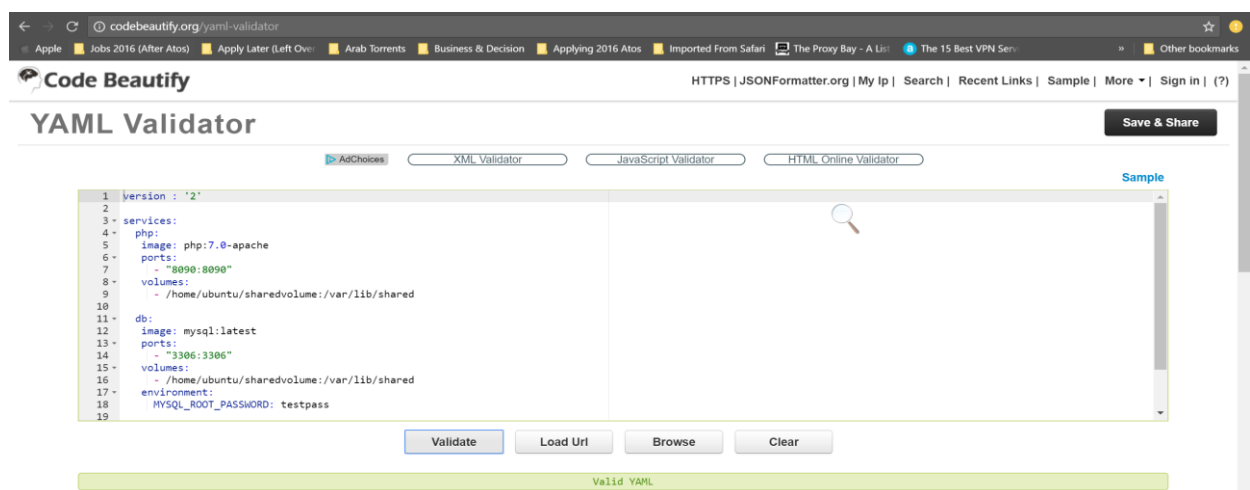 codebeautify.org/yaml-validator
Apple Jobs 2016 (After Atos) Apply Later (Left Over Arab Torrents Business & Decision Applying 2016 Atos Imported From Safari The Proxy Bay - A List The 15 Best VPN Serv » Other bookmarks
Code Beautify HTTPS | JSONFormatter.org | My Ip | Search | Recent Links | Sample | More | Sign in | (?)
YAML Validator Save & Share
AdChoices XML Validator JavaScript Validator HTML Online Validator
Sample
1 version : '2'
2
3 services:
4 php:
5 image: php:7.0-apache
6 ports:
7 - "8090:8090"
8 volumes:
9 - /home/ubuntu/sharedvolume:/var/lib/shared
10
11 db:
12 image: mysql:latest
13 ports:
14 - "3306:3306"
15 volumes:
16 - /home/ubuntu/sharedvolume:/var/lib/shared
17 environment:
18 MYSQL_ROOT_PASSWORD: testpass
19
Validate Load Url Browse Clear
Valid YAML